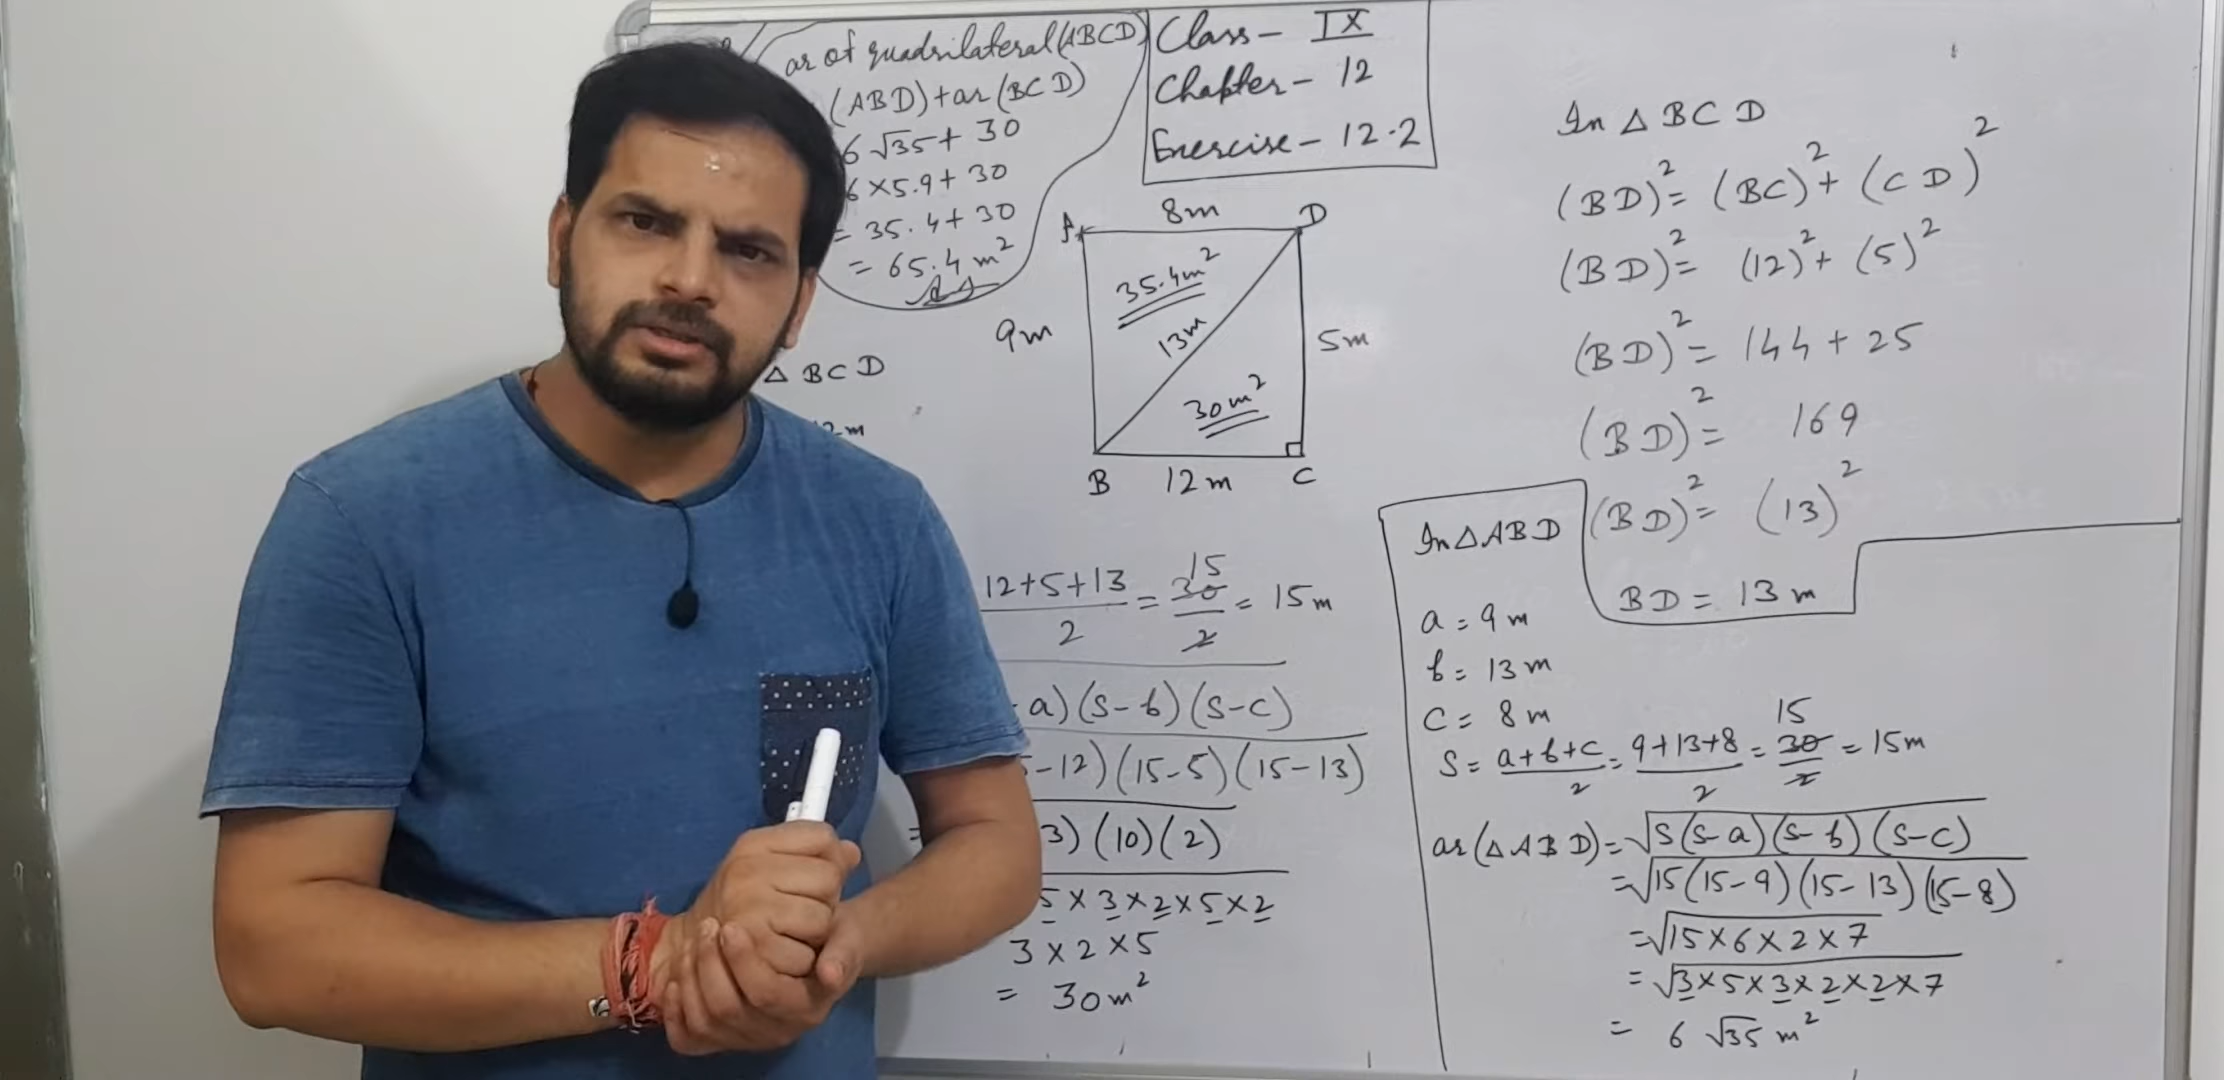 ar of quadrilateral (ABCD)
(ABD) + ar (BCD)
6 √35 + 30
6 × 5.9 + 30
= 35.4 + 30
= 65.4 m²
Class - IX
Chapter - 12
Exercise - 12.2
A 8m D
35.4m²
9m 13m 5m
30m²
B 12m C
△ BCD
12+5+13/2 = 30/2 = 15m
15
a) (s-b) (s-c)
-12) (15-5) (15-13)
=
3) (10) (2)
5 × 3 × 2 × 5 × 2
3 × 2 × 5
= 30 m²
In △ BCD
(BD)² = (BC)² + (CD)²
(BD)² = (12)² + (5)²
(BD)² = 144 + 25
(BD)² = 169
(BD)² = (13)²
BD = 13 m
In △ ABD
a = 9 m
b = 13 m
c = 8 m
15
S = a+b+c/2 = 9+13+8/2 = 30/2 = 15m
ar (△ ABD) = √S(S-a) (S-b) (S-c)
= √15(15-9) (15-13) (15-8)
= √15×6×2×7
= √3×5×3×2×2×7
= 6 √35 m²